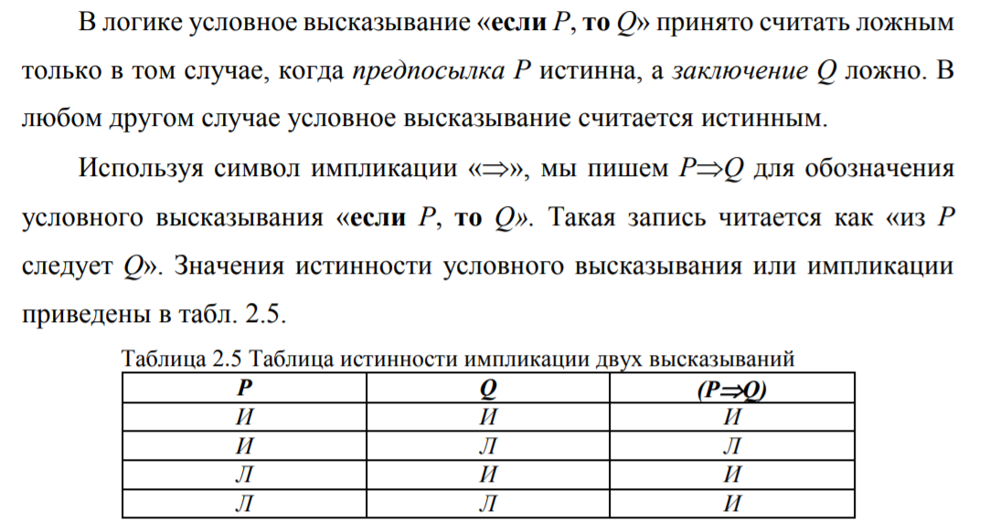 В логике условное высказывание «если P, то Q» принято считать ложным
только в том случае, когда предпосылка P истинна, а заключение Q ложно. В
любом другом случае условное высказывание считается истинным.
Используя символ импликации «⇒», мы пишем P⇒Q для обозначения
условного высказывания «если P, то Q». Такая запись читается как «из P
следует Q». Значения истинности условного высказывания или импликации
приведены в табл. 2.5.
Таблица 2.5 Таблица истинности импликации двух высказываний
P Q (P⇒Q)
И И И
И Л Л
Л И И
Л Л И